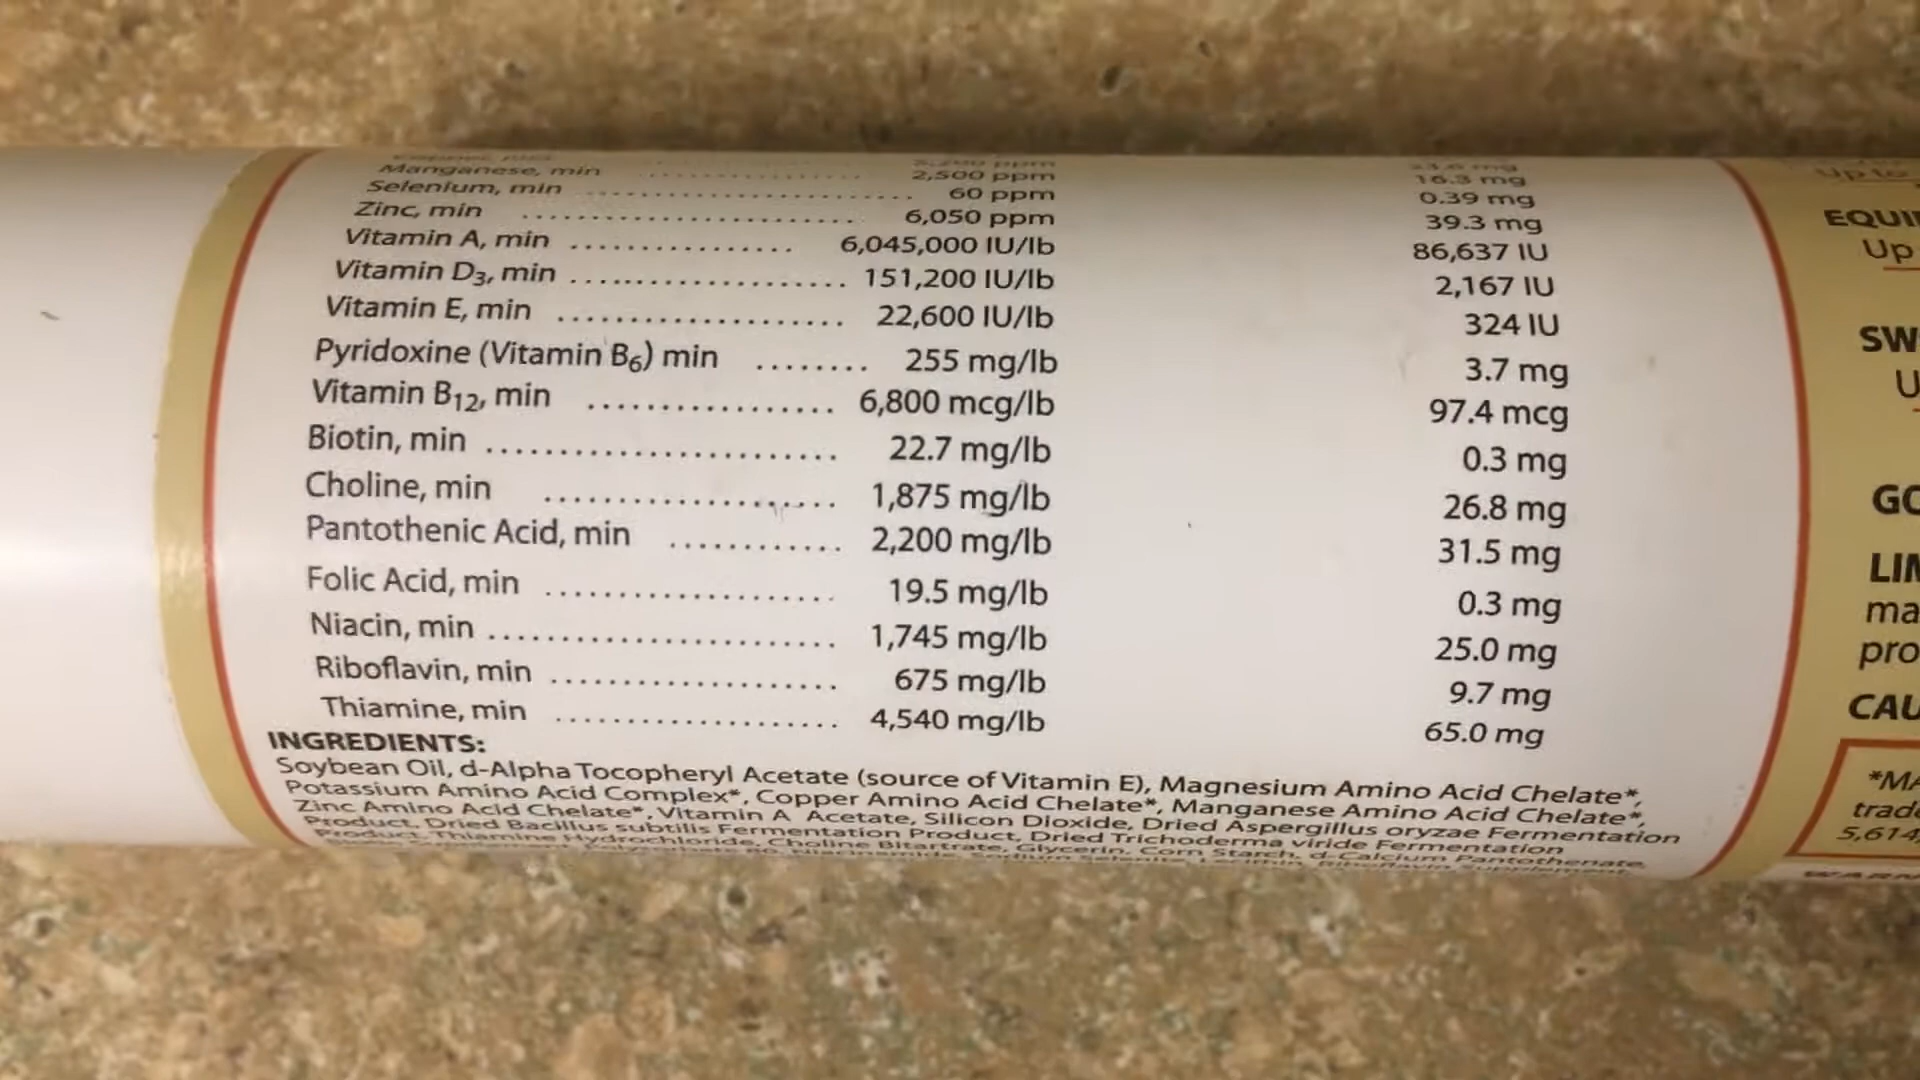 Manganese, min ............ 2,500 ppm 16.3 mg
Selenium, min ............ 60 ppm 0.39 mg
Zinc, min ............ 6,050 ppm 39.3 mg
Vitamin A, min ............ 6,045,000 IU/lb 86,637 IU
Vitamin D3, min ............ 151,200 IU/lb 2,167 IU
Vitamin E, min ............ 22,600 IU/lb 324 IU
Pyridoxine (Vitamin B6) min ........ 255 mg/lb 3.7 mg
Vitamin B12, min ............ 6,800 mcg/lb 97.4 mcg
Biotin, min ............ 22.7 mg/lb 0.3 mg
Choline, min ............ 1,875 mg/lb 26.8 mg
Pantothenic Acid, min ............ 2,200 mg/lb 31.5 mg
Folic Acid, min ............ 19.5 mg/lb 0.3 mg
Niacin, min ............ 1,745 mg/lb 25.0 mg
Riboflavin, min ............ 675 mg/lb 9.7 mg
Thiamine, min ............ 4,540 mg/lb 65.0 mg
INGREDIENTS:
Soybean Oil, d-Alpha Tocopheryl Acetate (source of Vitamin E), Magnesium Amino Acid Chelate*,
Potassium Amino Acid Complex*, Copper Amino Acid Chelate*, Manganese Amino Acid Chelate*,
Zinc Amino Acid Chelate*, Vitamin A Acetate, Silicon Dioxide, Dried Aspergillus oryzae Fermentation
Product, Dried Bacillus subtilis Fermentation Product, Dried Trichoderma viride Fermentation
Product, Thiamine Hydrochloride, Choline Bitartrate, Glycerin, Corn Starch, d-Calcium Pantothenate,
Niacinamide, Sodium Selenite, Riboflavin Supplement,
Up to
EQUI
Up
SW
U
GO
LIM
ma
pro
CAU
*MA
trade
5,614,
WARN